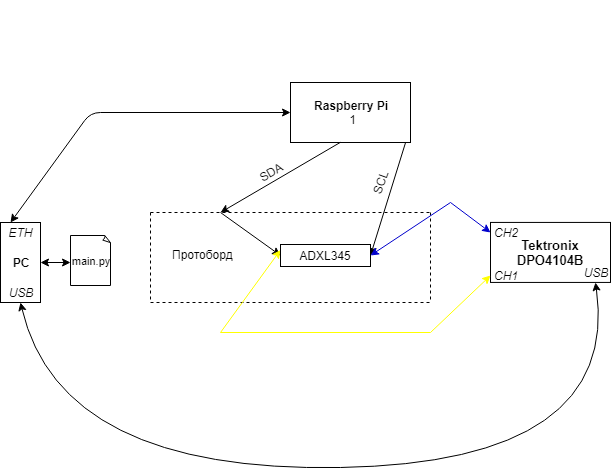 Raspberry Pi
1
SDA
SCL
ETH
PC
USB
main.py
Протоборд
ADXL345
CH2
Tektronix
DPO4104B
CH1
USB